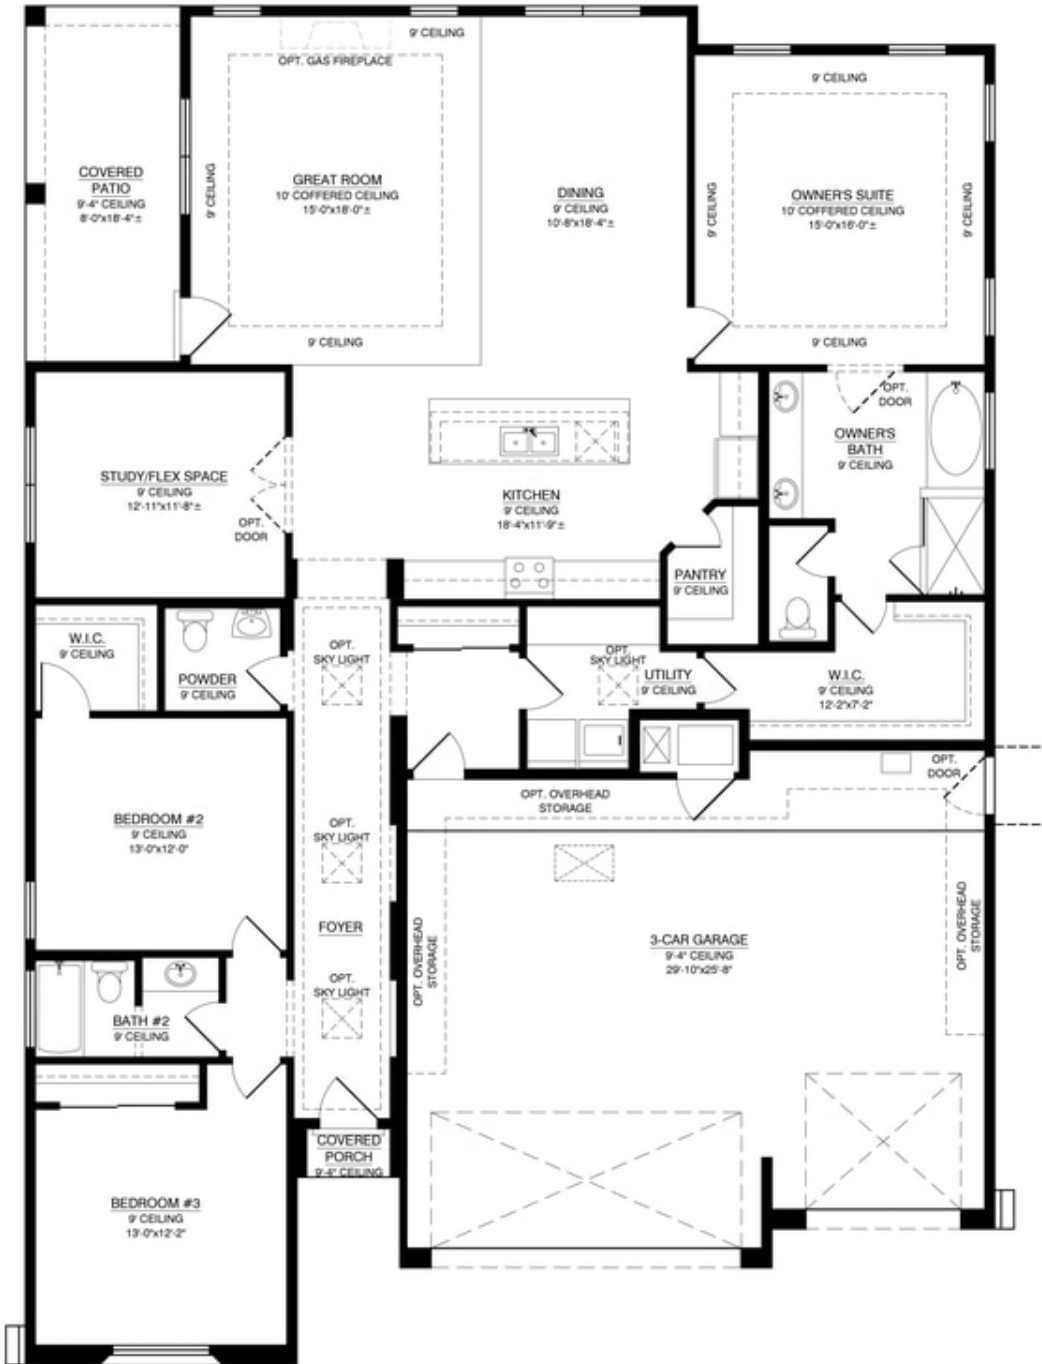 9' CEILING
OPT. GAS FIREPLACE
9' CEILING
COVERED
PATIO
9'-4" CEILING
8'-0"x18'-4"±
9' CEILING
GREAT ROOM
10' COFFERED CEILING
15'-0"x18'-0"±
DINING
9' CEILING
10'-8"x18'-4"±
9' CEILING
OWNER'S SUITE
10' COFFERED CEILING
15'-0"x16'-0"±
9' CEILING
9' CEILING
9' CEILING
OPT.
DOOR
OWNER'S
BATH
9' CEILING
STUDY/FLEX SPACE
9' CEILING
12'-11"x11'-8"±
OPT.
DOOR
KITCHEN
9' CEILING
18'-4"x11'-9"±
PANTRY
9' CEILING
W.I.C.
9' CEILING
POWDER
9' CEILING
OPT.
SKY LIGHT
OPT.
SKY LIGHT
UTILITY
9' CEILING
W.I.C.
9' CEILING
12'-2"x7'-2"
OPT.
DOOR
OPT. OVERHEAD
STORAGE
BEDROOM #2
9' CEILING
13'-0"x12'-0"
OPT.
SKY LIGHT
FOYER
OPT.
SKY LIGHT
OPT. OVERHEAD
STORAGE
3-CAR GARAGE
9'-4" CEILING
29'-10"x25'-8"
OPT. OVERHEAD
STORAGE
BATH #2
9' CEILING
COVERED
PORCH
9'-4" CEILING
BEDROOM #3
9' CEILING
13'-0"x12'-2"